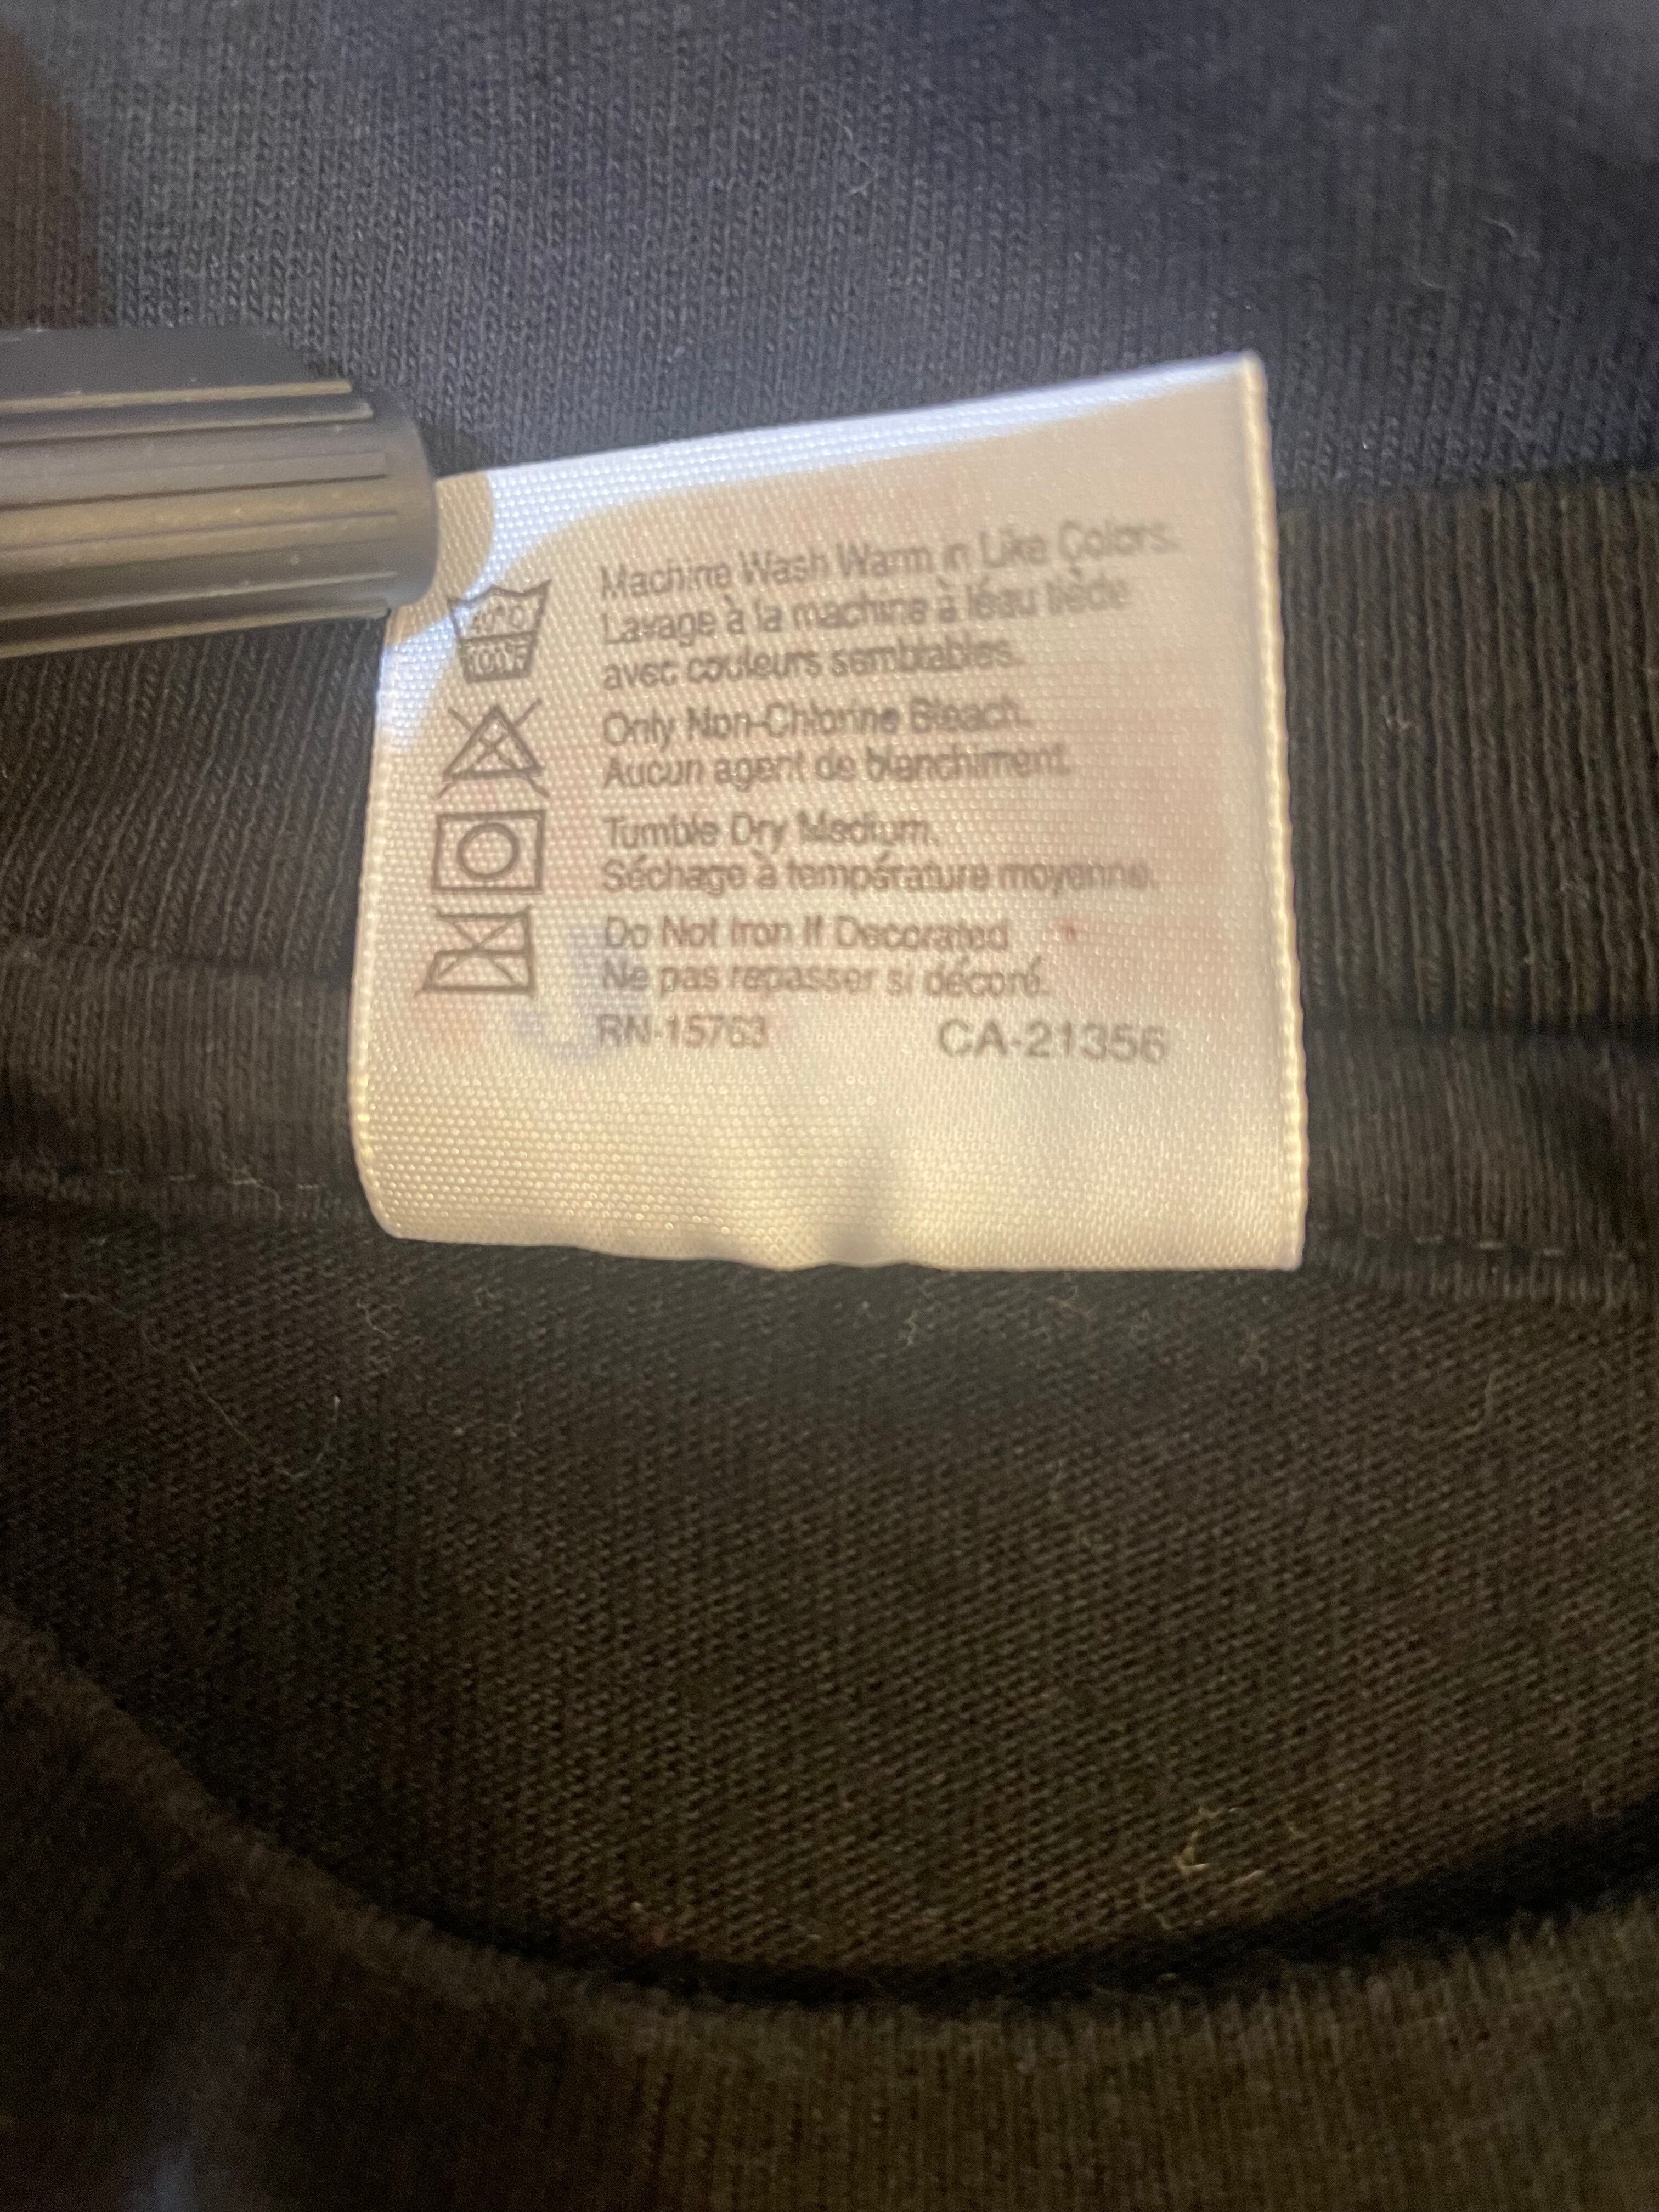 Machine Wash Warm in Like Colors.
Lavage à la machine à léau tiède
avec couleurs semblables.
Only Non-Chlorine Bleach.
Aucun agent de blanchiment.
Tumble Dry Medium.
Séchage à température moyenne.
Do Not Iron If Decorated
Ne pas repasser si décoré.
RN-15763 CA-21356